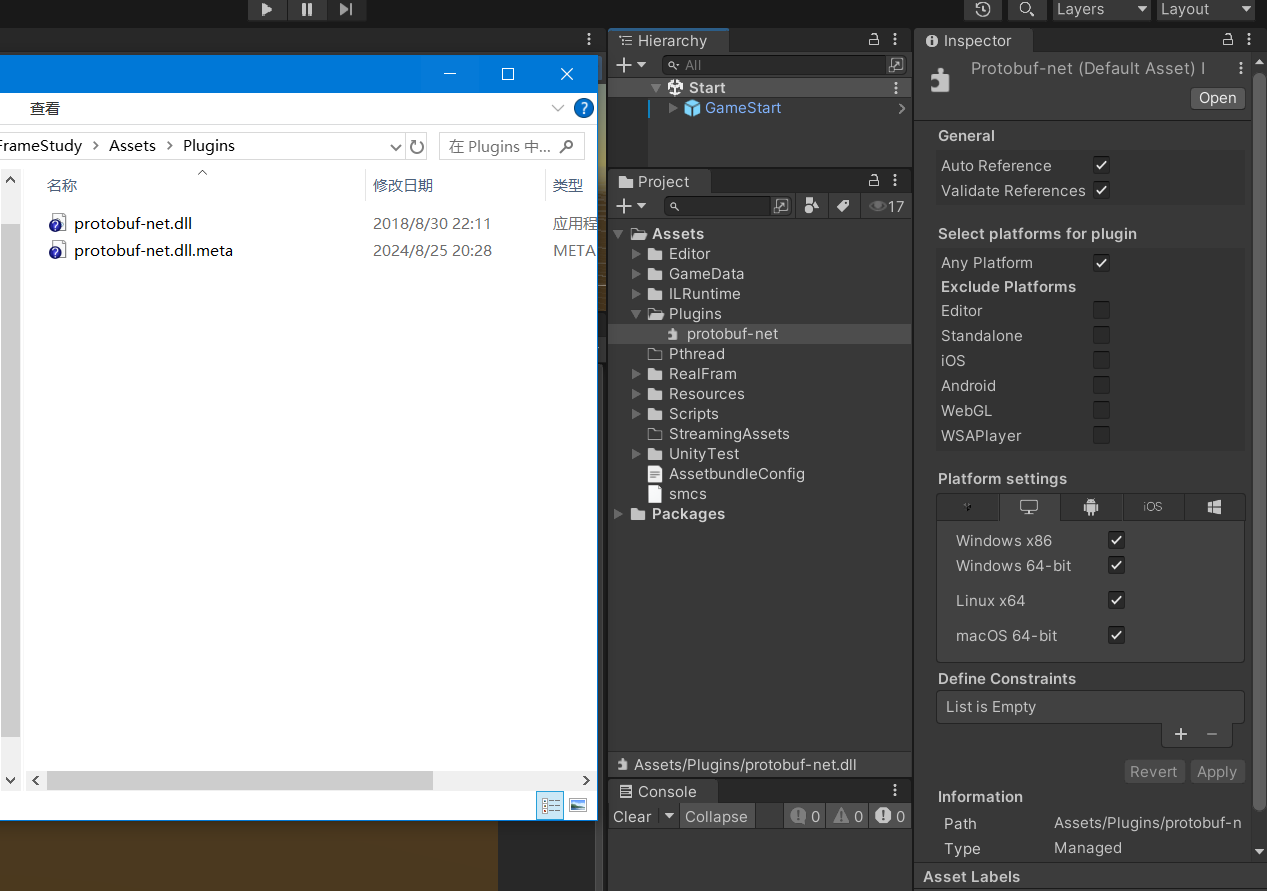 Layers
Layout
查看
FrameStudy > Assets > Plugins
在 Plugins 中...
名称
修改日期
类型
protobuf-net.dll
2018/8/30 22:11
应用程
protobuf-net.dll.meta
2024/8/25 20:28
META
Hierarchy
All
Start
GameStart
Project
17
Assets
Editor
GameData
ILRuntime
Plugins
protobuf-net
Pthread
RealFram
Resources
Scripts
StreamingAssets
UnityTest
AssetbundleConfig
smcs
Packages
Assets/Plugins/protobuf-net.dll
Console
Clear
Collapse
0
0
0
Inspector
Protobuf-net (Default Asset) I
Open
General
Auto Reference
Validate References
Select platforms for plugin
Any Platform
Exclude Platforms
Editor
Standalone
iOS
Android
WebGL
WSAPlayer
Platform settings
iOS
Windows x86
Windows 64-bit
Linux x64
macOS 64-bit
Define Constraints
List is Empty
Revert
Apply
Information
Path
Assets/Plugins/protobuf-n
Type
Managed
Asset Labels